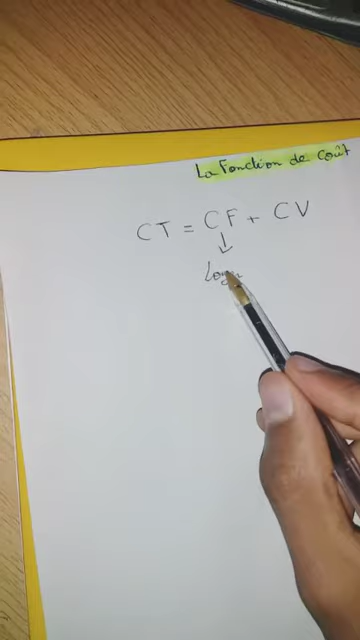 La Fonction de coût
CT = CF + CV
↓